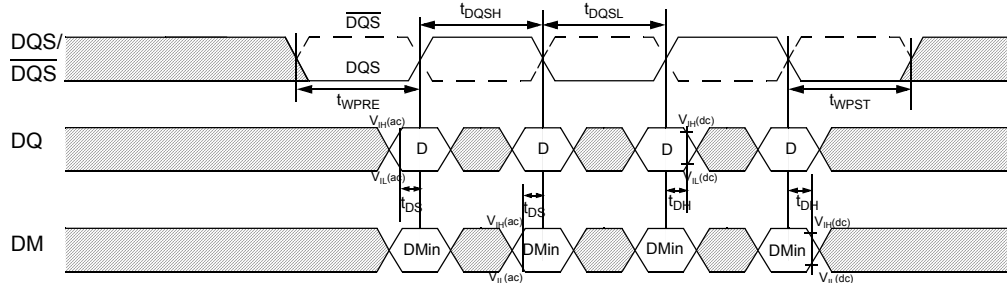 DQS tDQSH tDQSL
DQS/
DQS
DQS
tWPRE tWPST
VIH(ac) VIH(dc)
DQ D D D D
VIL(ac) VIL(dc)
tDS tDS tDH tDH
VIH(ac) VIH(dc)
DM DMin DMin DMin DMin
VIL(ac) VIL(dc)